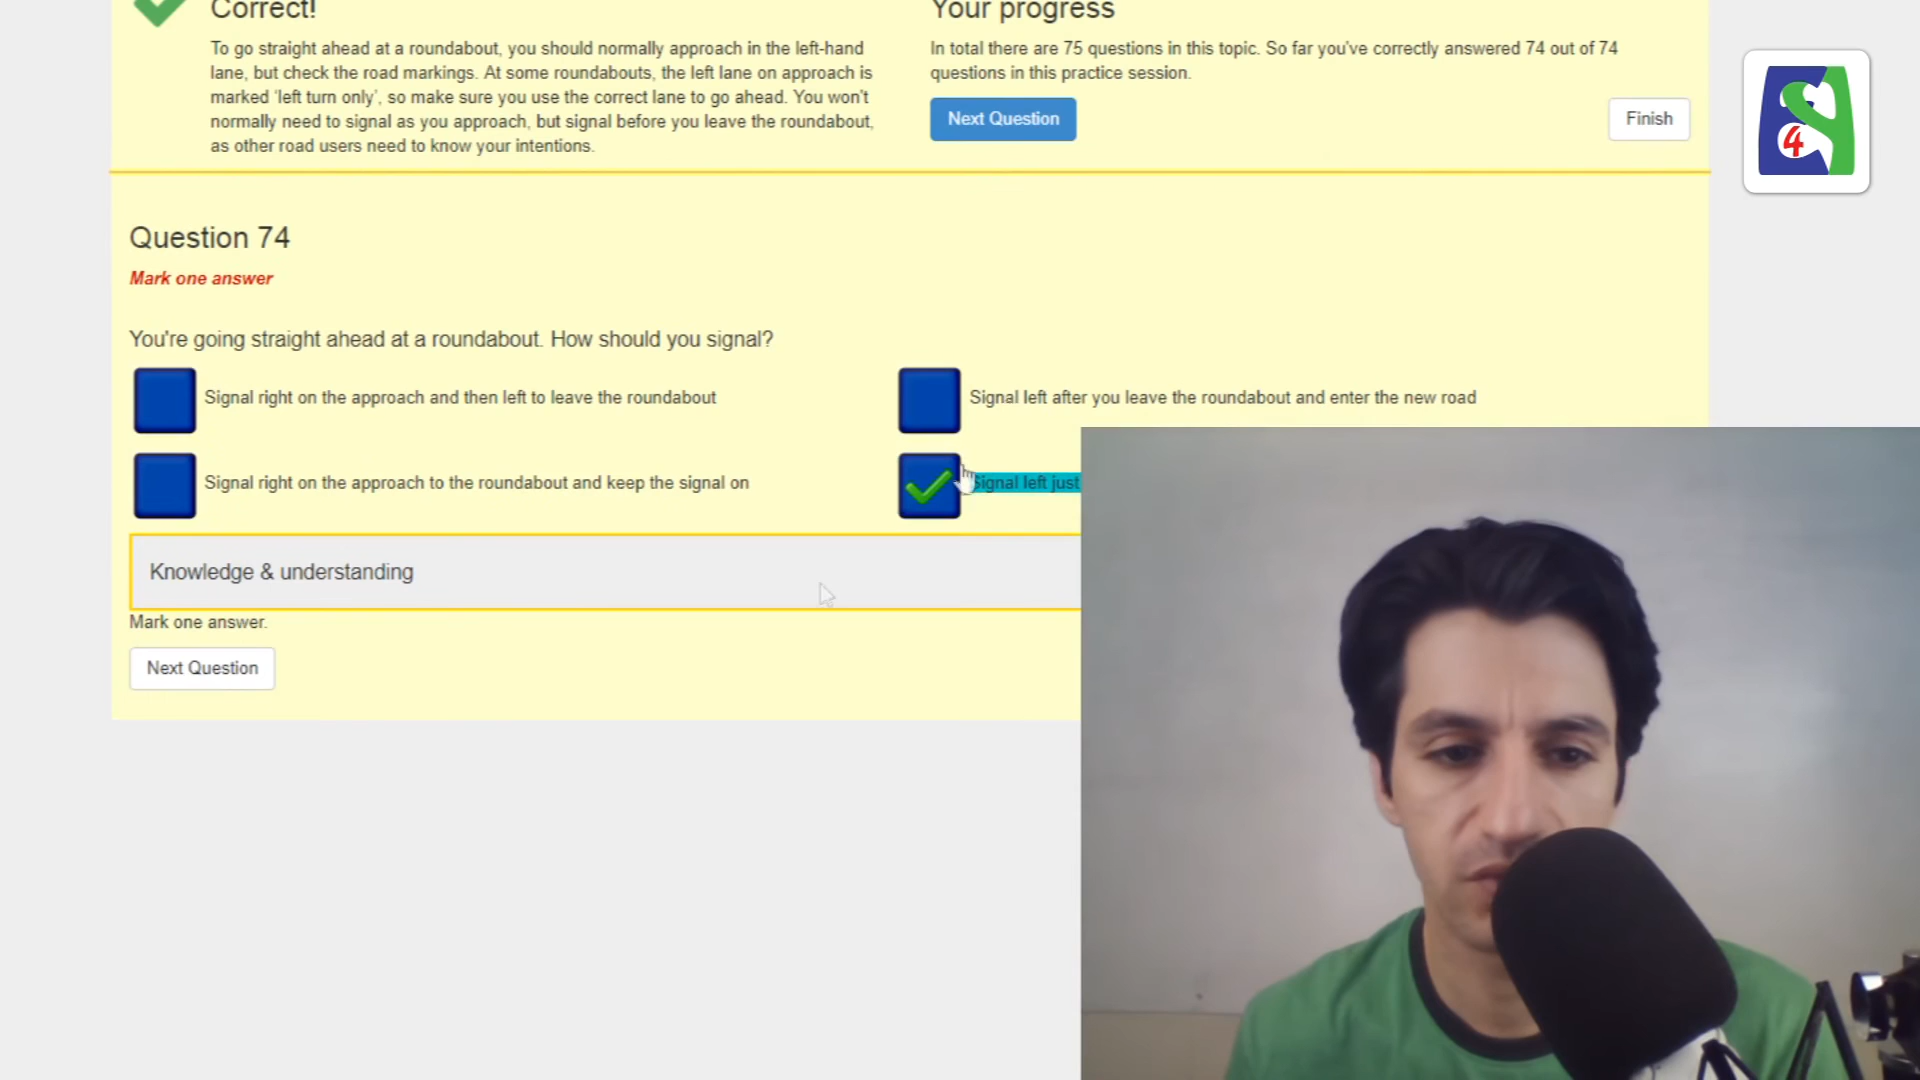 Correct!
To go straight ahead at a roundabout, you should normally approach in the left-hand
lane, but check the road markings. At some roundabouts, the left lane on approach is
marked 'left turn only', so make sure you use the correct lane to go ahead. You won't
normally need to signal as you approach, but signal before you leave the roundabout,
as other road users need to know your intentions.
Your progress
In total there are 75 questions in this topic. So far you've correctly answered 74 out of 74
questions in this practice session.
Next Question
Finish
4
Question 74
Mark one answer
You're going straight ahead at a roundabout. How should you signal?
Signal right on the approach and then left to leave the roundabout
Signal left after you leave the roundabout and enter the new road
Signal right on the approach to the roundabout and keep the signal on
Signal left just
Knowledge & understanding
Mark one answer.
Next Question